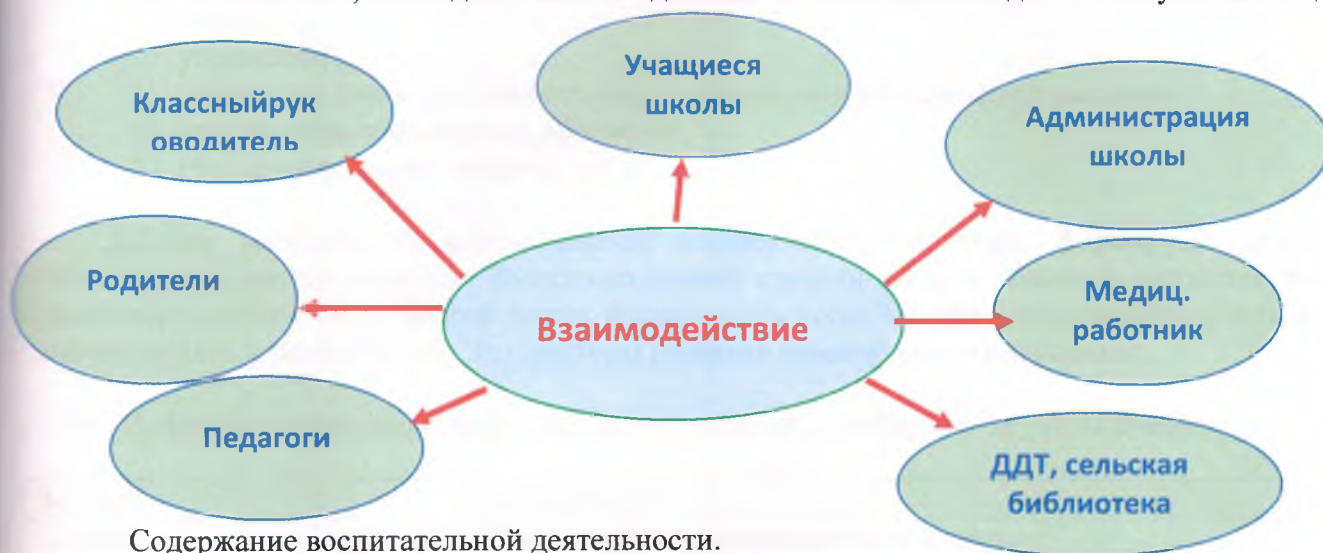 Учащиеся
школы
Классныйрук
оводитель
Администрация
школы
Родители
Медиц.
работник
Взаимодействие
Педагоги
ДДТ, сельская
библиотека
Содержание воспитательной деятельности.